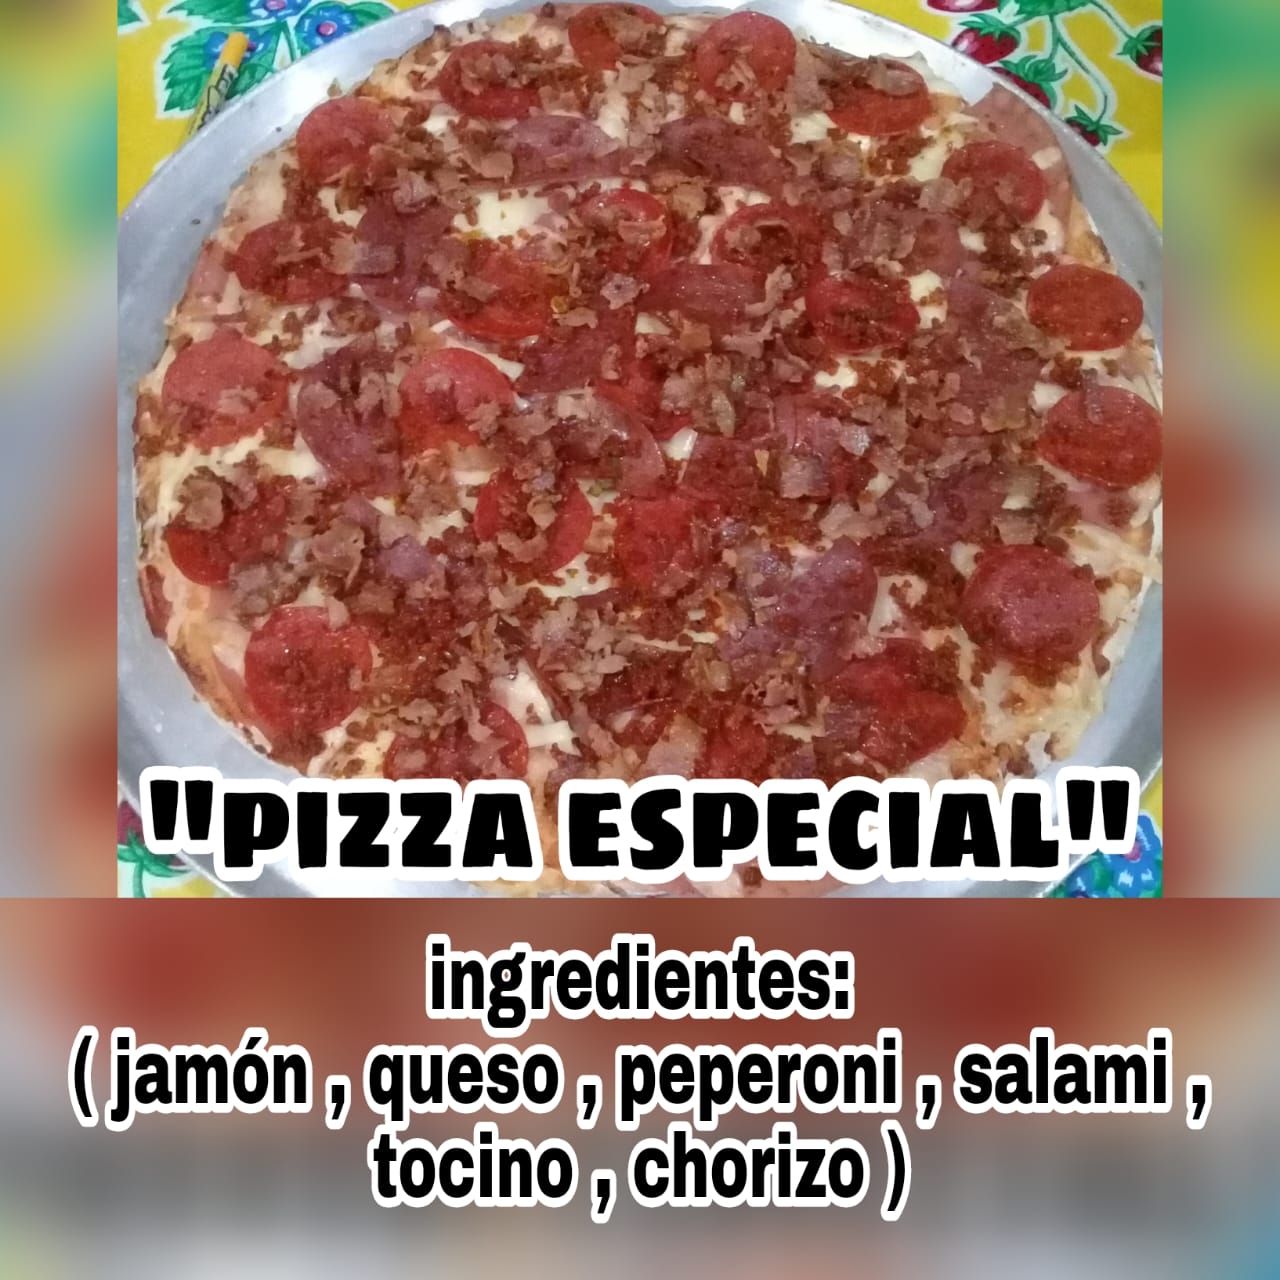 "PIZZA ESPECIAL"
ingredientes:
( jamón , queso , peperoni , salami ,
tocino , chorizo )